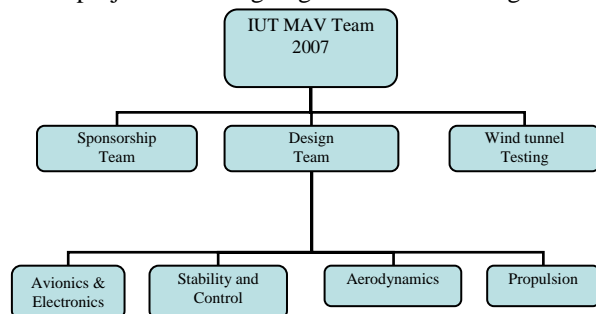 IUT MAV Team
2007
Sponsorship
Team
Design
Team
Wind tunnel
Testing
Avionics &
Electronics
Stability and
Control
Aerodynamics
Propulsion